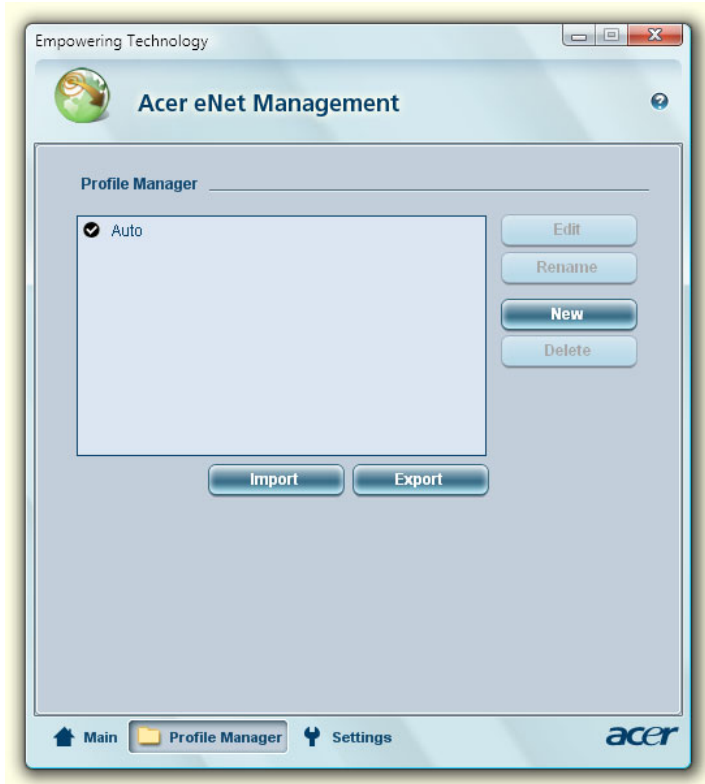 Empowering Technology
Acer eNet Management
Profile Manager
Auto
Edit
Rename
New
Delete
Import
Export
Main
Profile Manager
Settings
acer